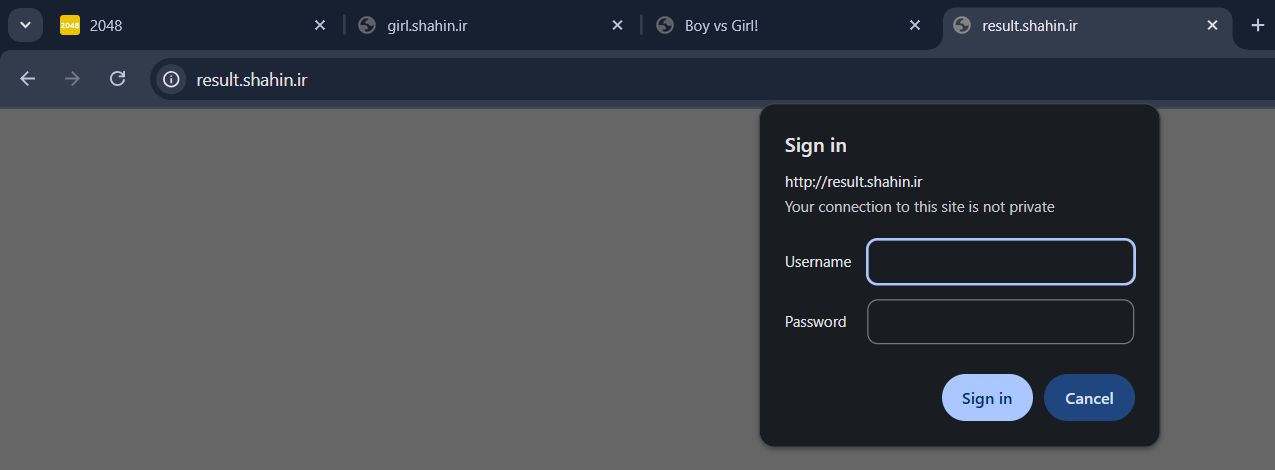 2048 2048
girl.shahin.ir
Boy vs Girl!
result.shahin.ir
result.shahin.ir
Sign in
http://result.shahin.ir
Your connection to this site is not private
Username
Password
Sign in
Cancel